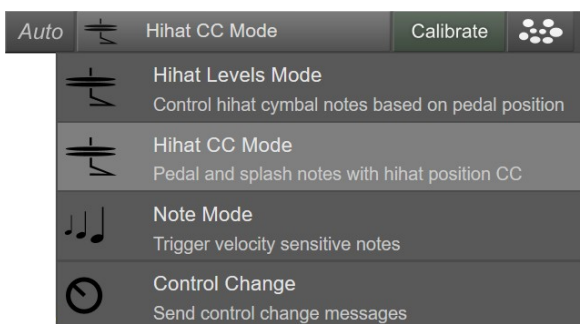 Auto Hihat CC Mode Calibrate
Hihat Levels Mode
Control hihat cymbal notes based on pedal position
Hihat CC Mode
Pedal and splash notes with hihat position CC
Note Mode
Trigger velocity sensitive notes
Control Change
Send control change messages